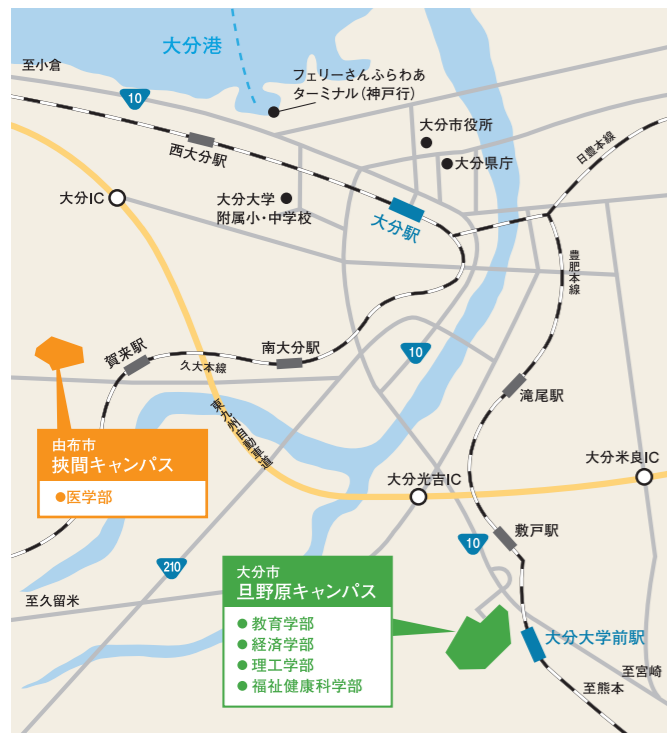 大分港
至小倉
10
フェリーさんふらわあ
ターミナル(神戸行)
大分市役所
大分県庁
日豊本線
西大分駅
大分IC
大分大学
附属小・中学校
大分駅
豊肥本線
賀来駅
久大本線
南大分駅
10
滝尾駅
東九州自動車道
由布市
挾間キャンパス
●医学部
大分光吉IC
大分米良IC
敷戸駅
10
210
至久留米
大分市
旦野原キャンパス
●教育学部
●経済学部
●理工学部
●福祉健康科学部
大分大学前駅
至宮崎
至熊本